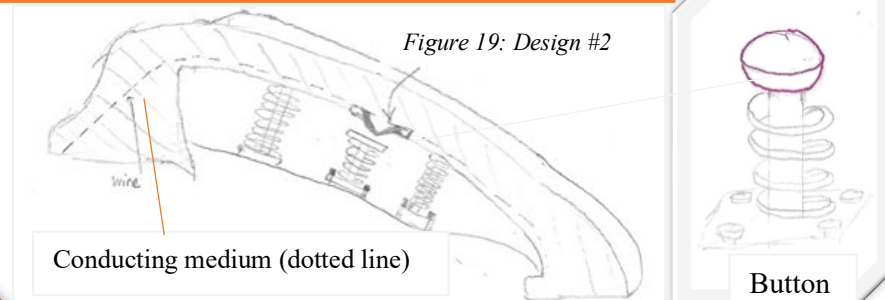 Figure 19: Design #2
wire
Conducting medium (dotted line)
Button